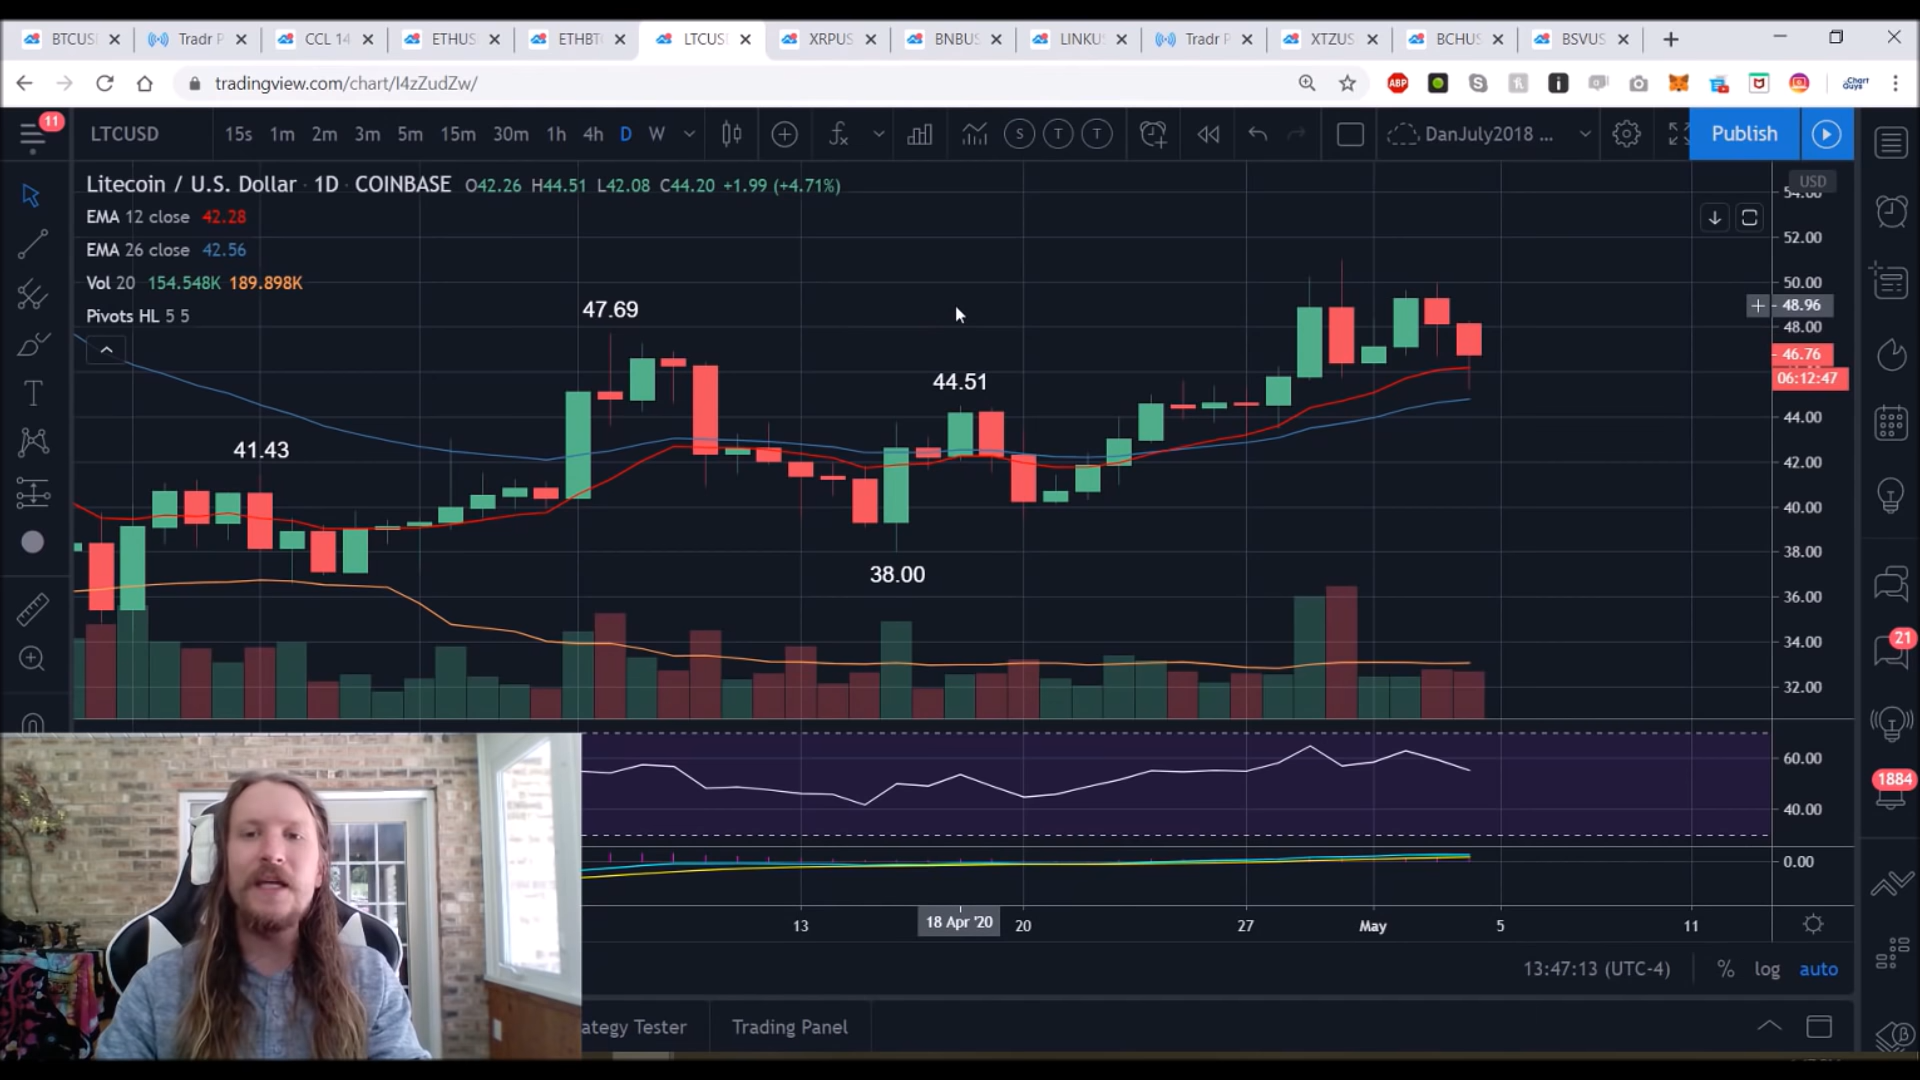 BTCUS
Tradr P
CCL 14
ETHUS
ETHBT
LTCUS
XRPUS
BNBUS
LINKU
Tradr P
XTZUS
BCHUS
BSVUS
tradingview.com/chart/I4zZudZw/
ABP
Chart Guys
11
LTCUSD 15s 1m 2m 3m 5m 15m 30m 1h 4h D W
S T T
DanJuly2018 ...
Publish
Litecoin / U.S. Dollar · 1D · COINBASE O42.26 H44.51 L42.08 C44.20 +1.99 (+4.71%)
EMA 12 close 42.28
EMA 26 close 42.56
Vol 20 154.548K 189.898K
Pivots HL 5 5
USD
54.00
52.00
50.00
48.96
48.00
46.76
06:12:47
44.00
42.00
40.00
38.00
36.00
34.00
32.00
60.00
40.00
0.00
41.43
47.69
44.51
38.00
21
1884
13
18 Apr '20
20
27
May
5
11
13:47:13 (UTC-4) % log auto
ategy Tester
Trading Panel